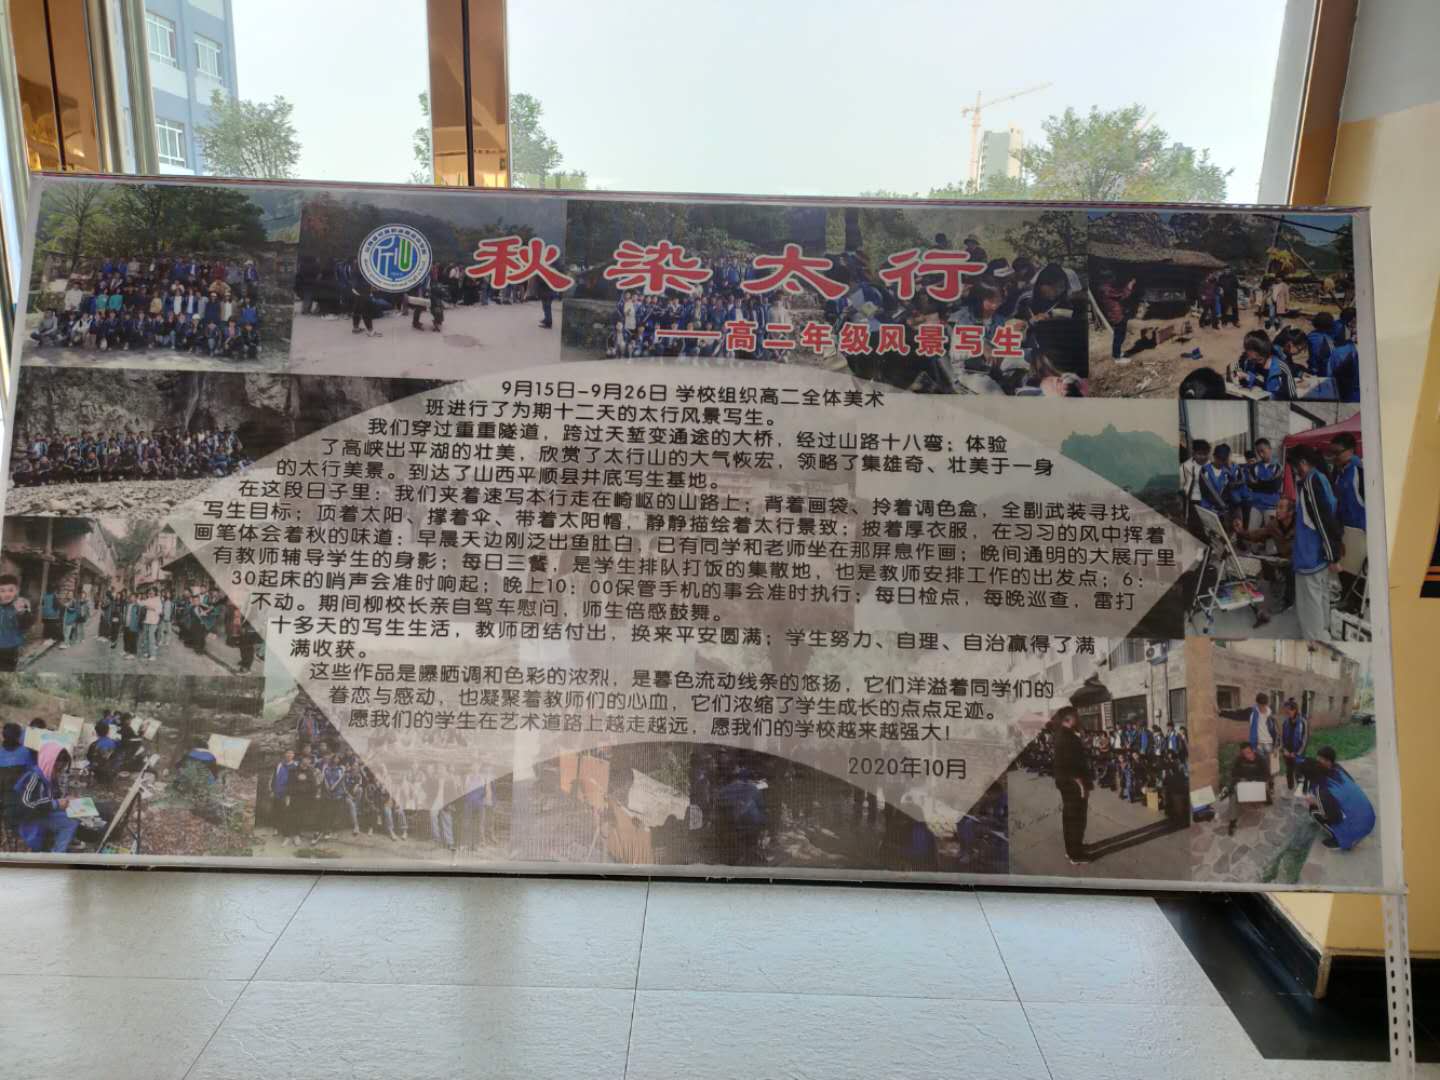 秋染太行
——高二年级风景写生
9月15日-9月26日 学校组织高二全体美术
班进行了为期十二天的太行风景写生。
我们穿过重重隧道，跨过天堑变通途的大桥，经过山路十八弯；体验
了高峡出平湖的壮美，欣赏了太行山的大气恢宏，领略了集雄奇、壮美于一身
的太行美景。到达了山西平顺县井底写生基地。
在这段日子里：我们夹着速写本行走在崎岖的山路上；背着画袋、拎着调色盒，全副武装寻找
写生目标；顶着太阳、撑着伞、带着太阳帽，静静描绘着太行景致；披着厚衣服，在习习的风中挥着
画笔体会着秋的味道；早晨天边刚泛出鱼肚白，已有同学和老师坐在那屏息作画；晚间通明的大展厅里
有教师辅导学生的身影；每日三餐，是学生排队打饭的集散地，也是教师安排工作的出发点；6：
30起床的哨声会准时响起；晚上10：00保管手机的事会准时执行；每日检点，每晚巡查，雷打
不动。期间柳校长亲自驾车慰问，师生倍感鼓舞。
十多天的写生生活，教师团结付出，换来平安圆满；学生努力、自理、自治赢得了满
满收获。
这些作品是曝晒调和色彩的浓烈，是暮色流动线条的悠扬，它们洋溢着同学们的
眷恋与感动，也凝聚着教师们的心血，它们浓缩了学生成长的点点足迹。
愿我们的学生在艺术道路上越走越远，愿我们的学校越来越强大！
2020年10月